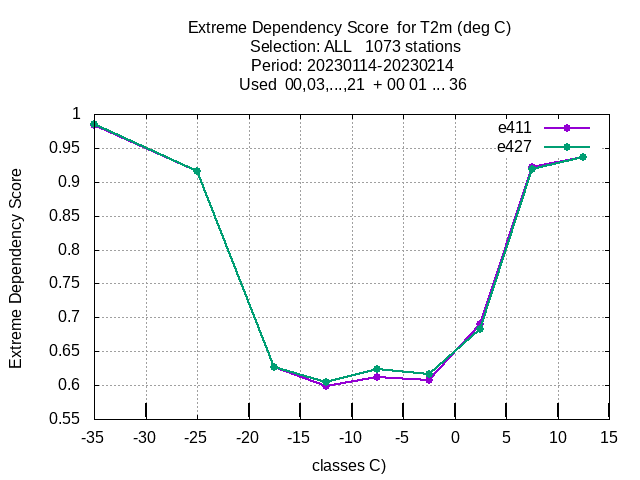 Extreme Dependency Score  for T2m (deg C)
Selection: ALL   1073 stations
Period: 20230114-20230214
Used  00,03,...,21  + 00 01 ... 36
e411
e427
1
0.95
0.9
0.85
0.8
0.75
0.7
0.65
0.6
0.55
Extreme Dependency Score
-35 -30 -25 -20 -15 -10 -5 0 5 10 15
classes C)